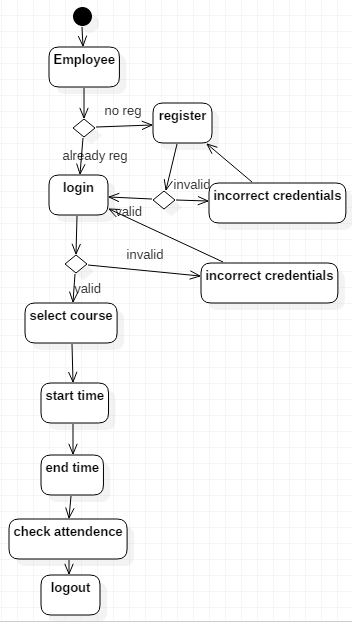 Employee
no reg
register
already reg
login
invalid
incorrect credentials
valid
invalid
incorrect credentials
valid
select course
start time
end time
check attendence
logout